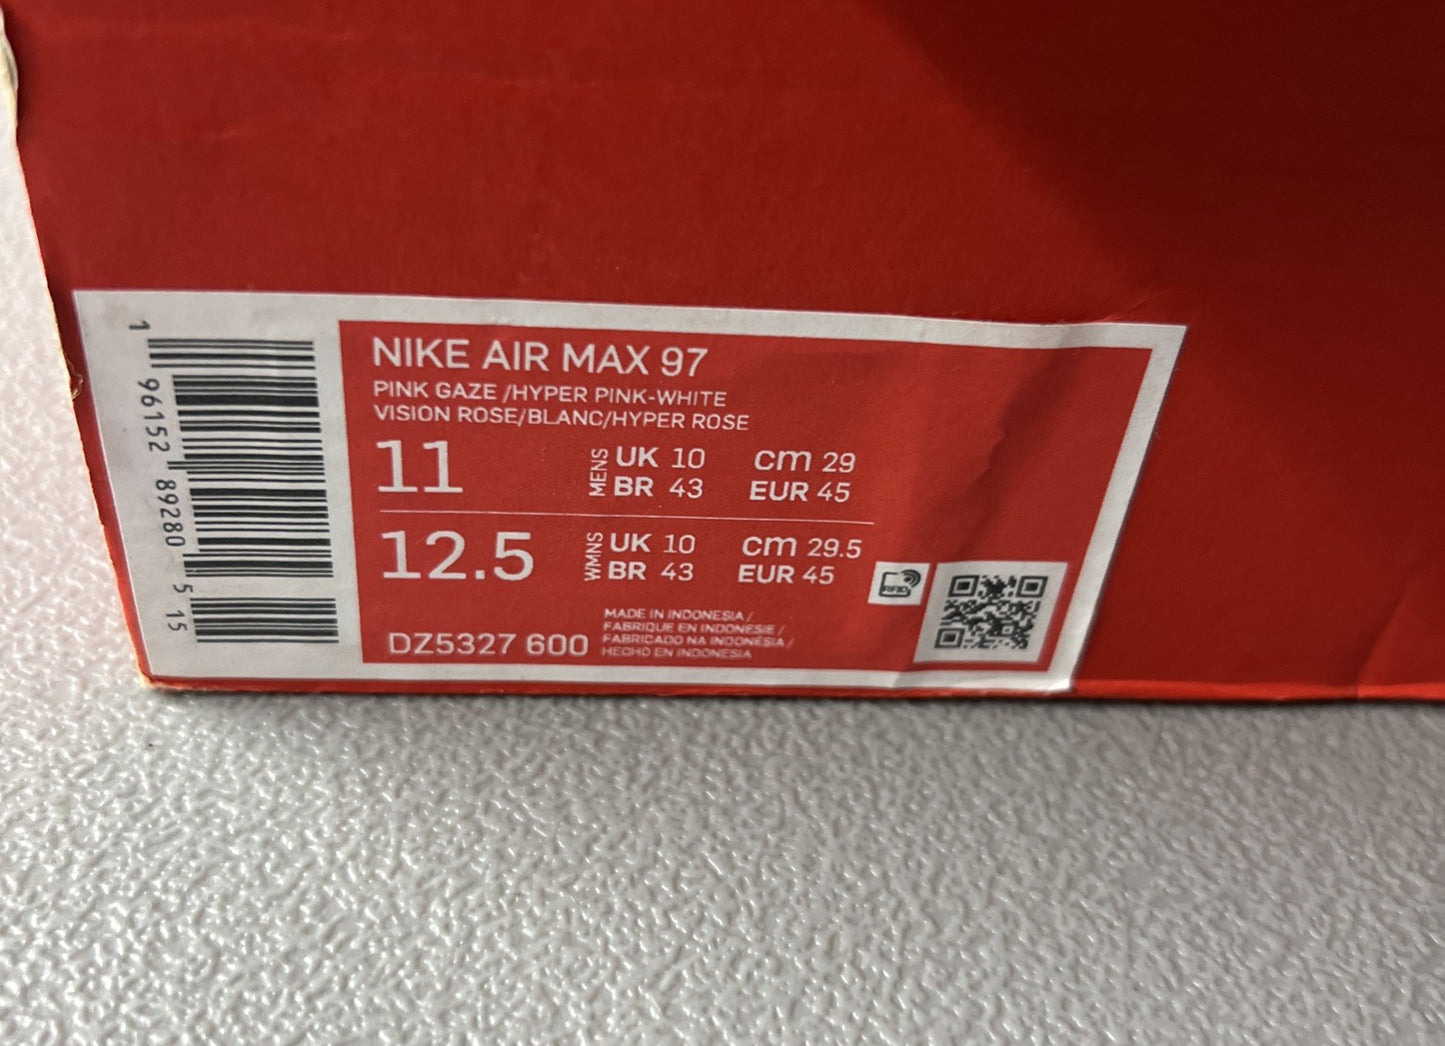 NIKE AIR MAX 97
PINK GAZE /HYPER PINK-WHITE
VISION ROSE/BLANC/HYPER ROSE
11 MENS UK 10 cm 29
BR 43 EUR 45
12.5 WMNS UK 10 cm 29.5
BR 43 EUR 45
DZ5327 600
MADE IN INDONESIA /
FABRIQUE EN INDONESIE /
FABRICADO NA INDONÉSIA /
HECHO EN INDONESIA
RFID
1 96152 89280 5 15